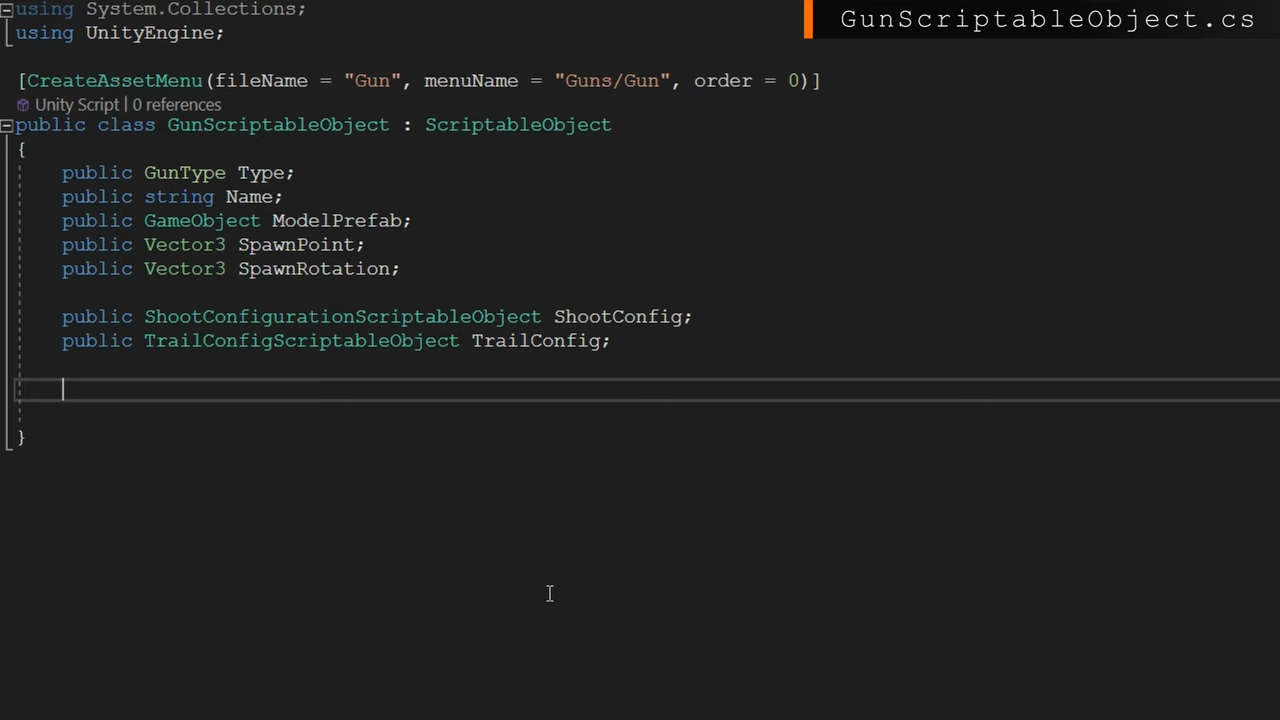 using System.Collections;
GunScriptableObject.cs
using UnityEngine;
[CreateAssetMenu(fileName = "Gun", menuName = "Guns/Gun", order = 0)]
Unity Script | 0 references
public class GunScriptableObject : ScriptableObject
{
public GunType Type;
public string Name;
public GameObject ModelPrefab;
public Vector3 SpawnPoint;
public Vector3 SpawnRotation;
public ShootConfigurationScriptableObject ShootConfig;
public TrailConfigScriptableObject TrailConfig;
}